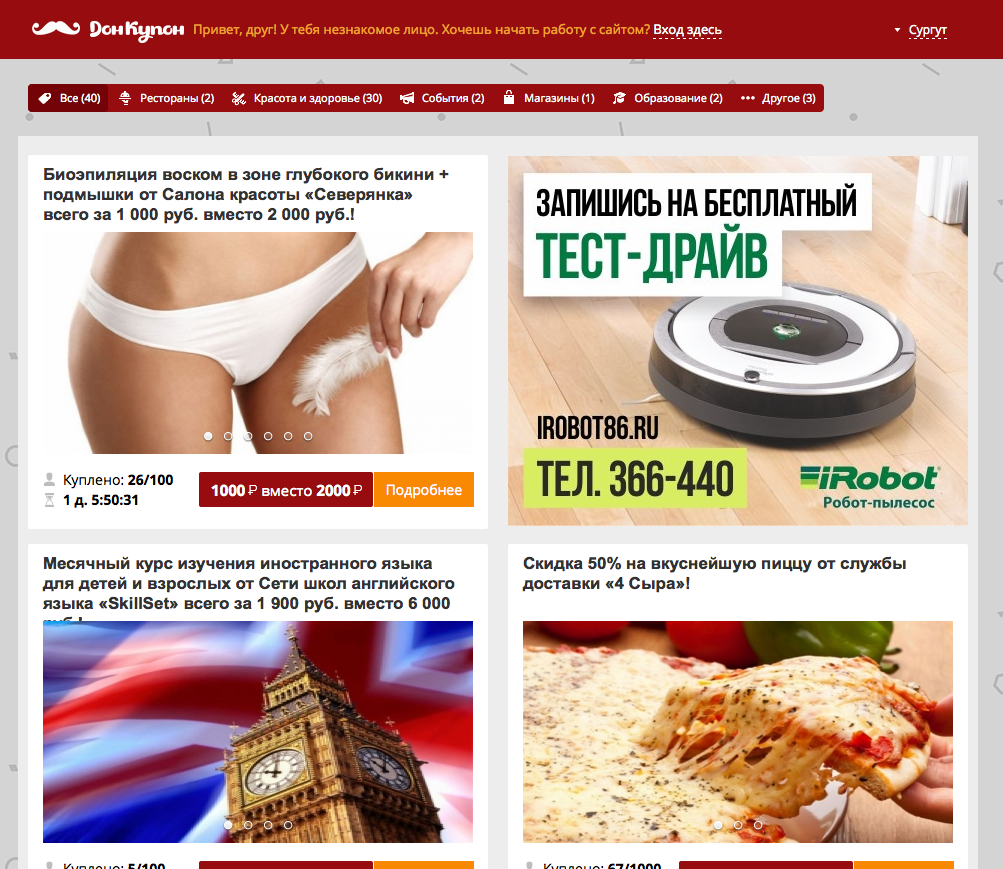 Дон Купон
Привет, друг! У тебя незнакомое лицо. Хочешь начать работу с сайтом? Вход здесь
Сургут
Все (40)
Рестораны (2)
Красота и здоровье (30)
События (2)
Магазины (1)
Образование (2)
Другое (3)
Биоэпиляция воском в зоне глубокого бикини +
подмышки от Салона красоты «Северянка»
всего за 1 000 руб. вместо 2 000 руб.!
Куплено: 26/100
1 д. 5:50:31
1000 ₽ вместо 2000 ₽
Подробнее
ЗАПИШИСЬ НА БЕСПЛАТНЫЙ
ТЕСТ-ДРАЙВ
IROBOT86.RU
ТЕЛ. 366-440
iRobot®
Робот-пылесос
Месячный курс изучения иностранного языка
для детей и взрослых от Сети школ английского
языка «SkillSet» всего за 1 900 руб. вместо 6 000
руб.!
Куплено: 5/100
Скидка 50% на вкуснейшую пиццу от службы
доставки «4 Сыра»!
Куплено: 67/1000